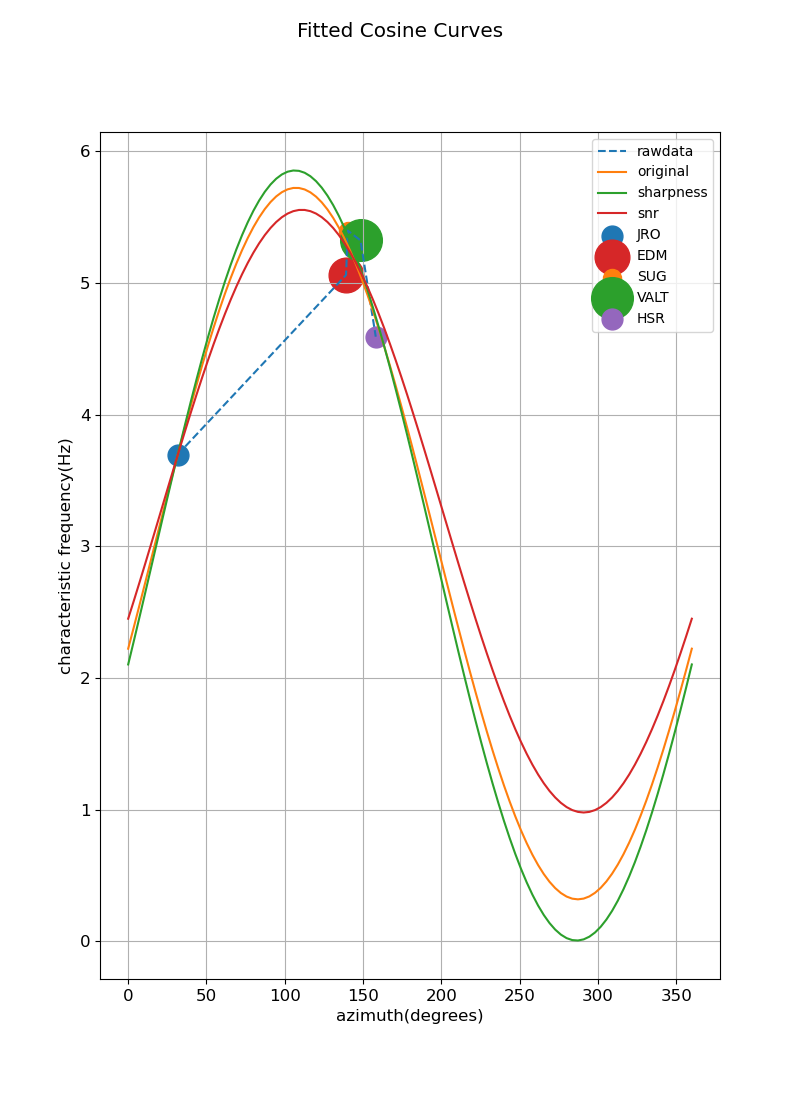 Fitted Cosine Curves
rawdata
original
sharpness
snr
JRO
EDM
SUG
VALT
HSR
characteristic frequency(Hz)
6
5
4
3
2
1
0
0 50 100 150 200 250 300 350
azimuth(degrees)